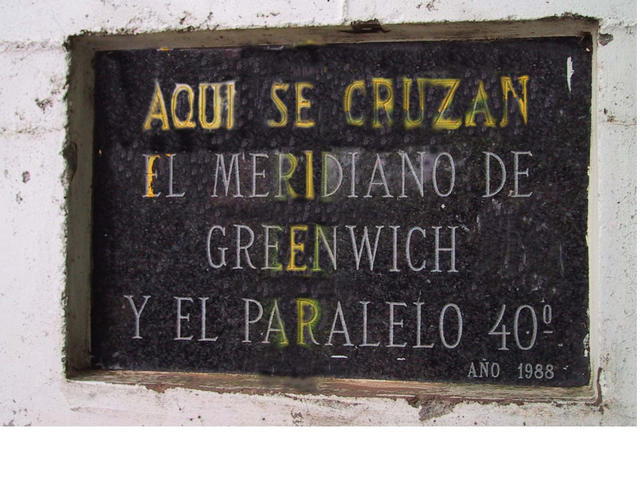 AQUI SE CRUZAN
EL MERIDIANO DE
GREENWICH
Y EL PARALELO 40º
AÑO 1988